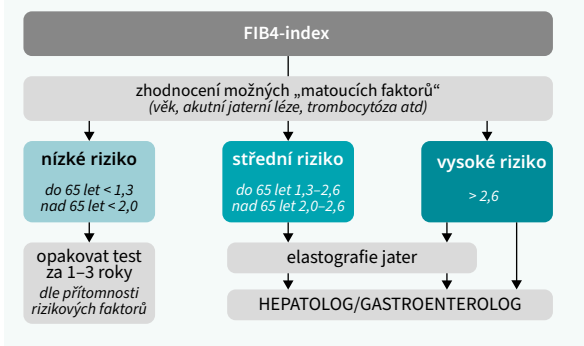 FIB4-index
zhodnocení možných „matoucích faktorů“
(věk, akutní jaterní léze, trombocytóza atd)
nízké riziko
do 65 let < 1,3
nad 65 let < 2,0
střední riziko
do 65 let 1,3–2,6
nad 65 let 2,0–2,6
vysoké riziko
> 2,6
opakovat test
za 1–3 roky
dle přítomnosti
rizikových faktorů
elastografie jater
HEPATOLOG/GASTROENTEROLOG